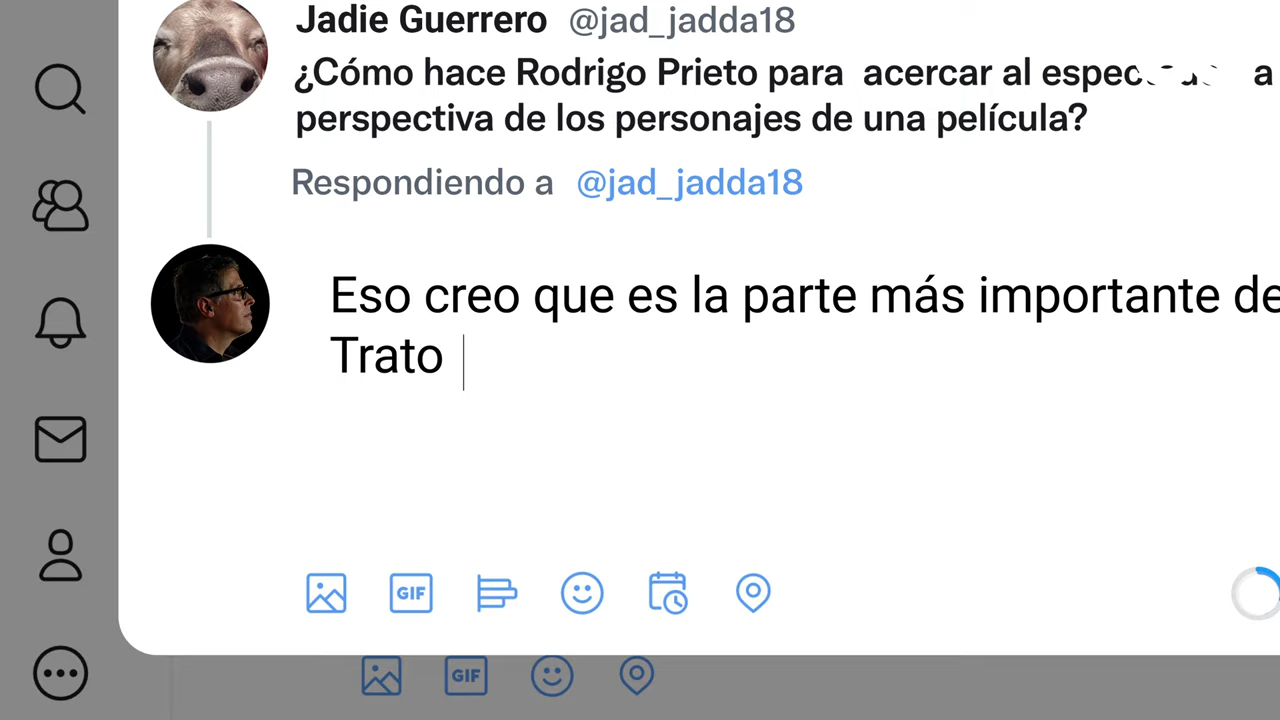 Jadie Guerrero @jad_jadda18
¿Cómo hace Rodrigo Prieto para acercar al a
perspectiva de los personajes de una película?
Respondiendo a @jad_jadda18
Eso creo que es la parte más importante de
Trato
GIF
GIF